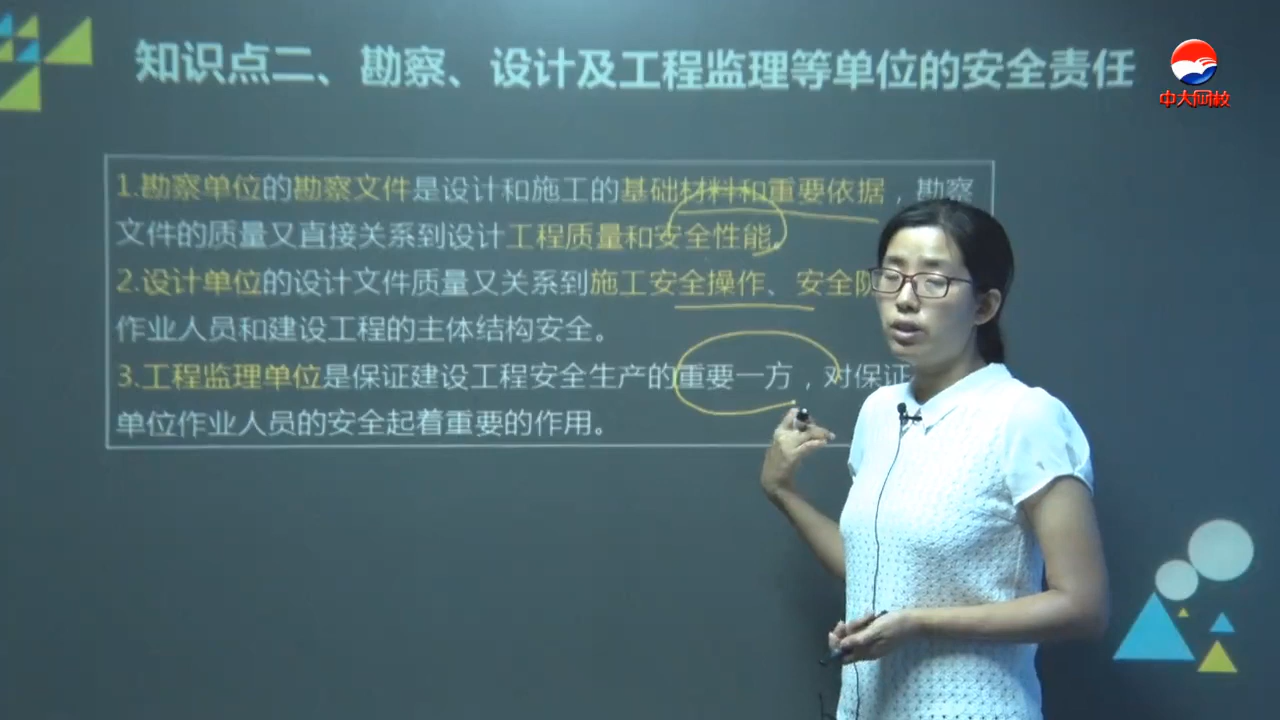 知识点二、勘察、设计及工程监理等单位的安全责任
中大网校
1.勘察单位的勘察文件是设计和施工的基础材料和重要依据，勘察
文件的质量又直接关系到设计工程质量和安全性能。
2.设计单位的设计文件质量又关系到施工安全操作、安全防
作业人员和建设工程的主体结构安全。
3.工程监理单位是保证建设工程安全生产的重要一方，对保证
单位作业人员的安全起着重要的作用。